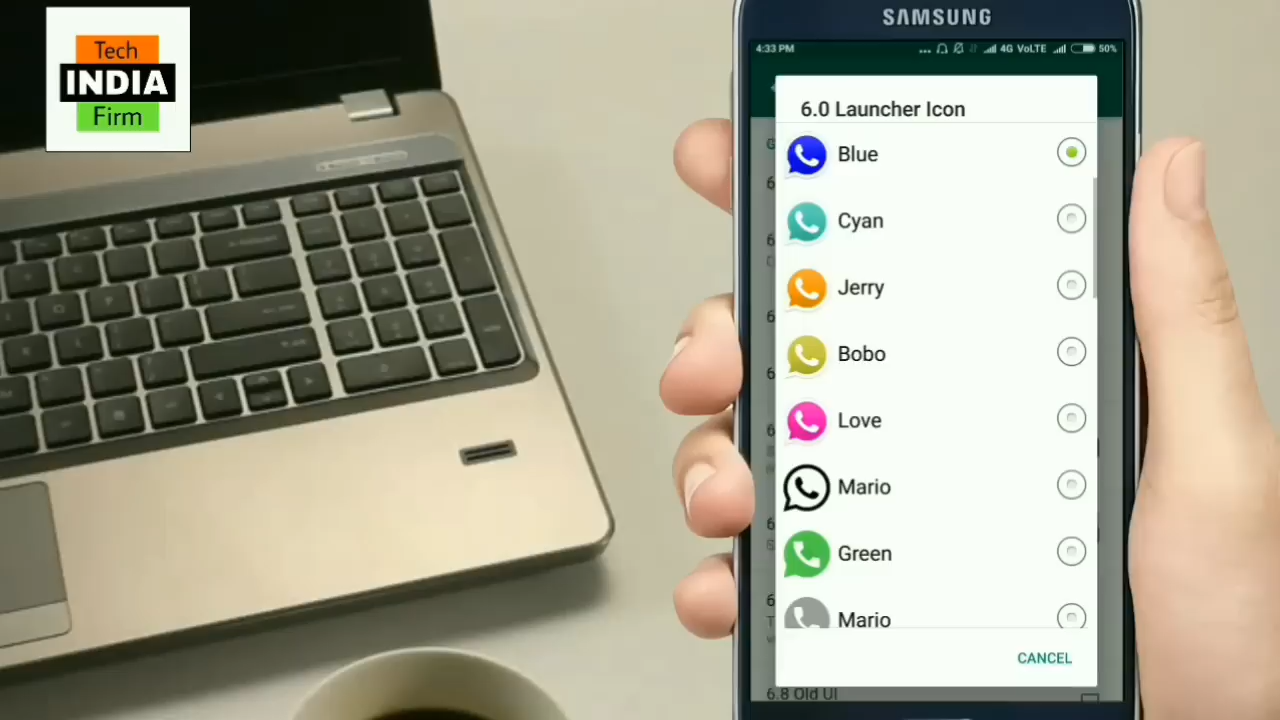 Tech
INDIA
Firm
SAMSUNG
4:33 PM ... 4G VoLTE 50%
6.0 Launcher Icon
Blue
Cyan
Jerry
Bobo
Love
Mario
Green
Mario
CANCEL
6.8 Old UI